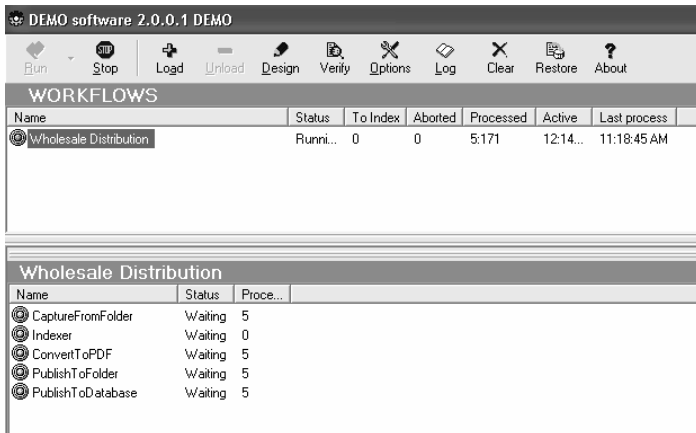 DEMO software 2.0.0.1 DEMO
STOP
Run Stop Load Unload Design Verify Options Log Clear Restore About
WORKFLOWS
Name Status To Index Aborted Processed Active Last process
Wholesale Distribution Runni... 0 0 5:171 12:14... 11:18:45 AM
Wholesale Distribution
Name Status Proce...
CaptureFromFolder Waiting 5
Indexer Waiting 0
ConvertToPDF Waiting 5
PublishToFolder Waiting 5
PublishToDatabase Waiting 5